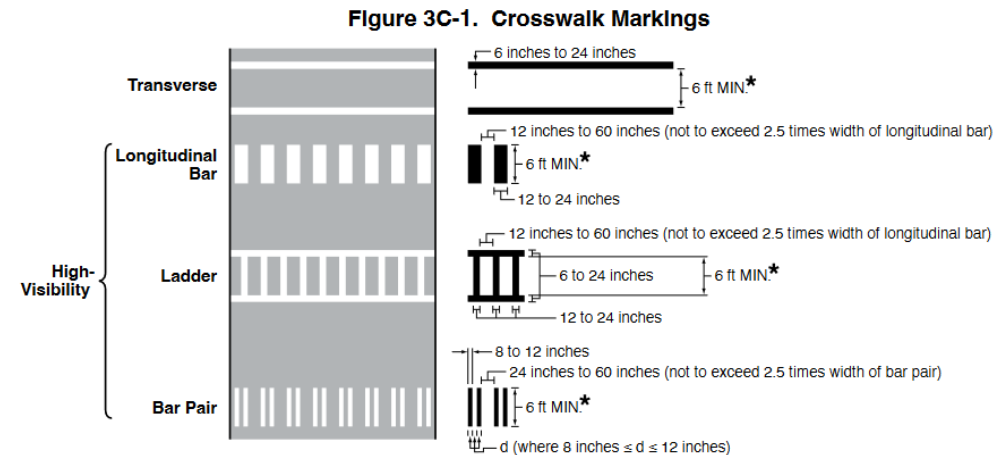 Figure 3C-1. Crosswalk Markings
Transverse
6 inches to 24 inches
6 ft MIN.*
12 inches to 60 inches (not to exceed 2.5 times width of longitudinal bar)
Longitudinal
Bar
6 ft MIN.*
12 to 24 inches
12 inches to 60 inches (not to exceed 2.5 times width of longitudinal bar)
High-
Visibility
Ladder
6 to 24 inches
6 ft MIN.*
12 to 24 inches
8 to 12 inches
24 inches to 60 inches (not to exceed 2.5 times width of bar pair)
Bar Pair
6 ft MIN.*
d (where 8 inches ≤ d ≤ 12 inches)